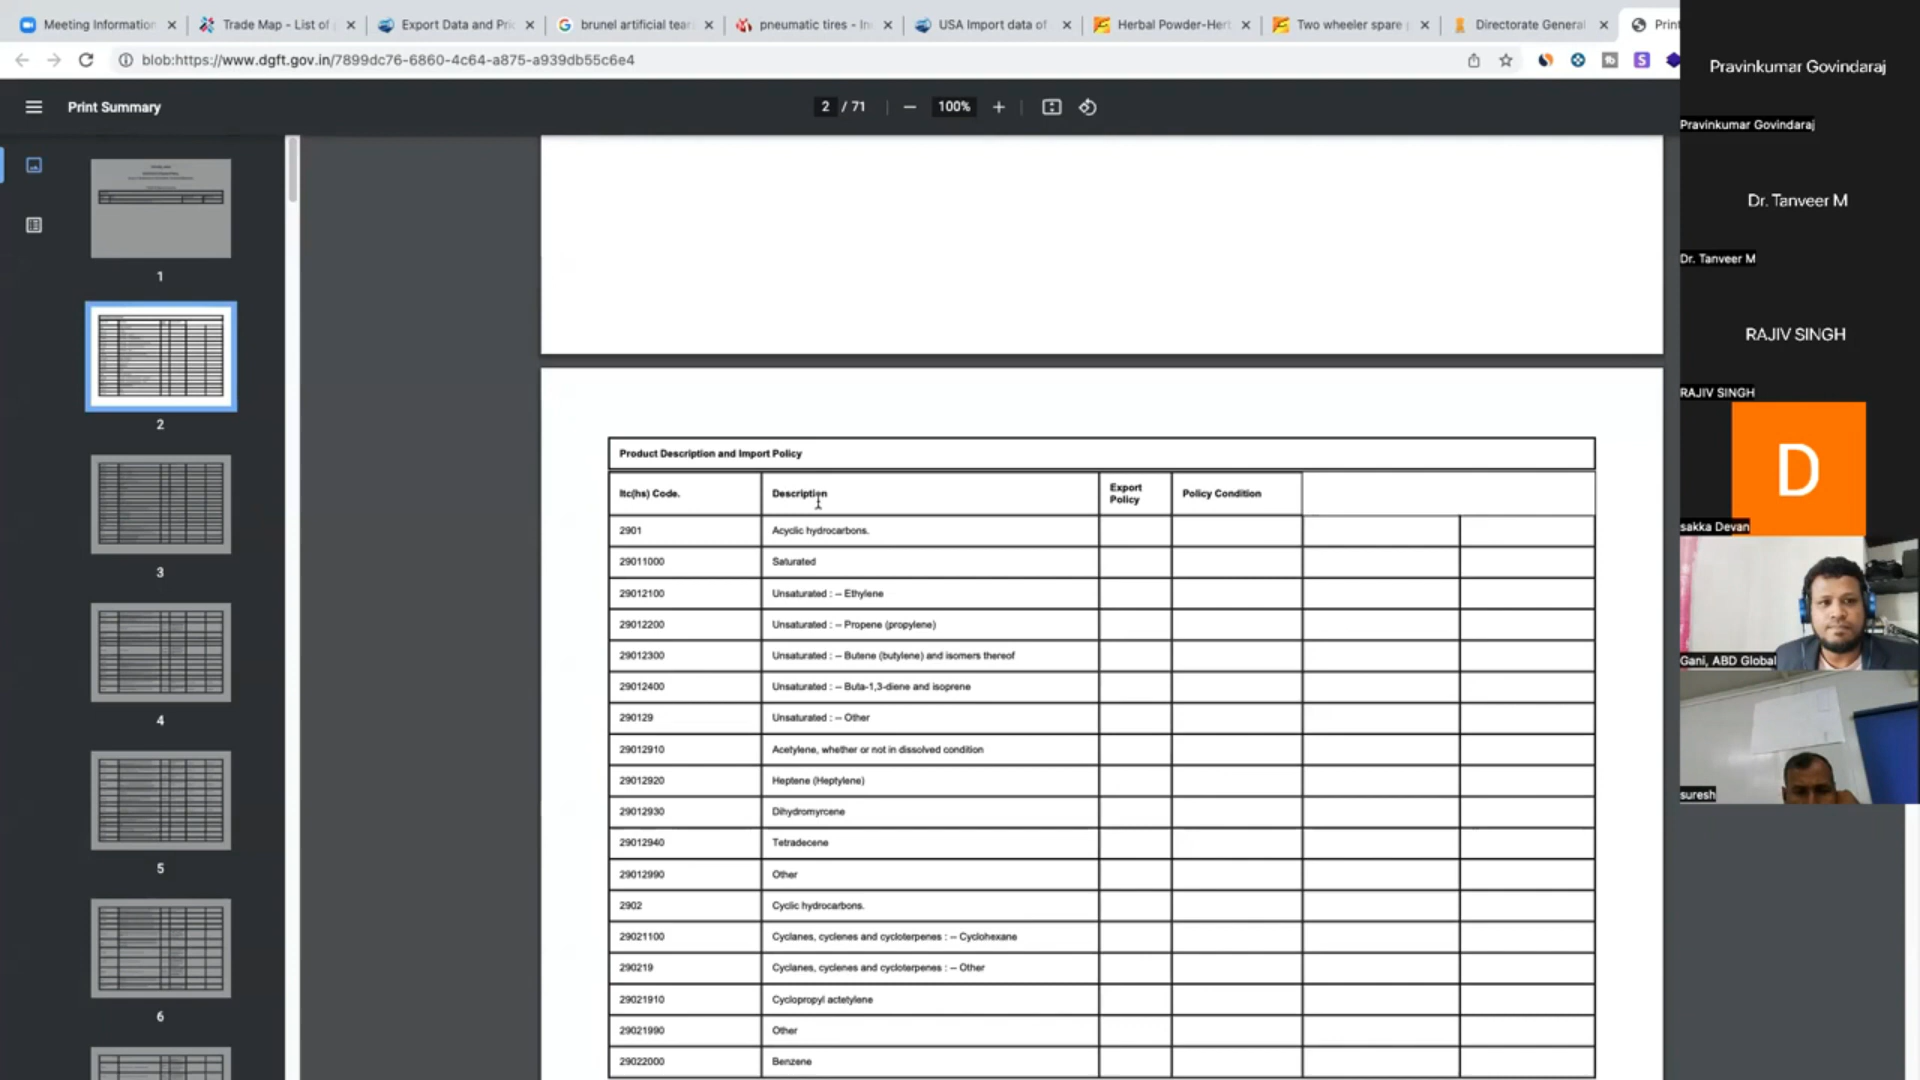 Meeting Information
Trade Map - List of
Export Data and Pric
brunel artificial tear
pneumatic tires - In
USA Import data of
Herbal Powder-Her
Two wheeler spare
Directorate General
Print
blob:https://www.dgft.gov.in/7899dc76-6860-4c64-a875-a939db55c6e4
Print Summary
2 / 71
100%
1
2
3
4
5
6
Product Description and Import Policy
Itc(hs) Code. Description Export Policy Policy Condition
2901 Acyclic hydrocarbons.
29011000 Saturated
29012100 Unsaturated : -- Ethylene
29012200 Unsaturated : -- Propene (propylene)
29012300 Unsaturated : -- Butene (butylene) and isomers thereof
29012400 Unsaturated : -- Buta-1,3-diene and isoprene
290129 Unsaturated : -- Other
29012910 Acetylene, whether or not in dissolved condition
29012920 Heptene (Heptylene)
29012930 Dihydromyrcene
29012940 Tetradecene
29012990 Other
2902 Cyclic hydrocarbons.
29021100 Cyclanes, cyclenes and cycloterpenes : -- Cyclohexane
290219 Cyclanes, cyclenes and cycloterpenes : -- Other
29021910 Cyclopropyl actetylene
29021990 Other
29022000 Benzene
Pravinkumar Govindaraj
Pravinkumar Govindaraj
Dr. Tanveer M
Dr. Tanveer M
RAJIV SINGH
RAJIV SINGH
D
sakka Devan
Gani, ABD Global
suresh